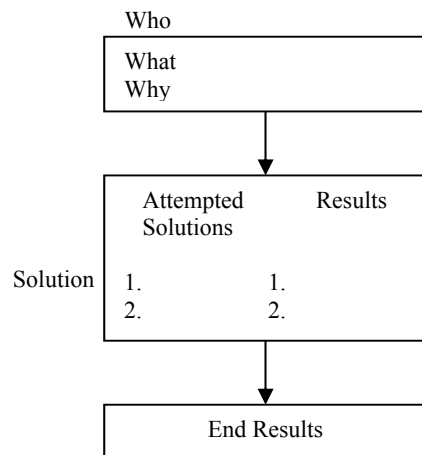 Who
What
Why
Attempted Results
Solutions
Solution
1. 1.
2. 2.
End Results